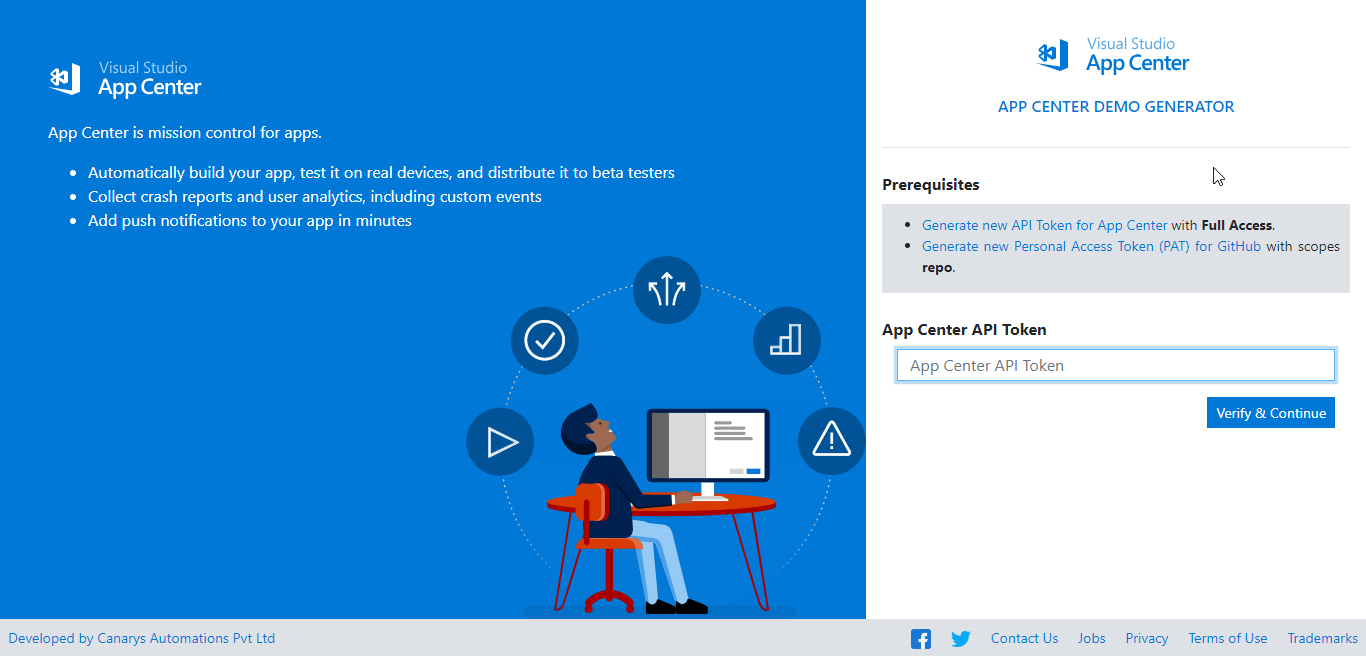 Visual Studio
App Center
App Center is mission control for apps.
Automatically build your app, test it on real devices, and distribute it to beta testers
Collect crash reports and user analytics, including custom events
Add push notifications to your app in minutes
Visual Studio
App Center
APP CENTER DEMO GENERATOR
Prerequisites
Generate new API Token for App Center with Full Access.
Generate new Personal Access Token (PAT) for GitHub with scopes
repo.
App Center API Token
App Center API Token
Verify & Continue
Developed by Canarys Automations Pvt Ltd
Contact Us Jobs Privacy Terms of Use Trademarks